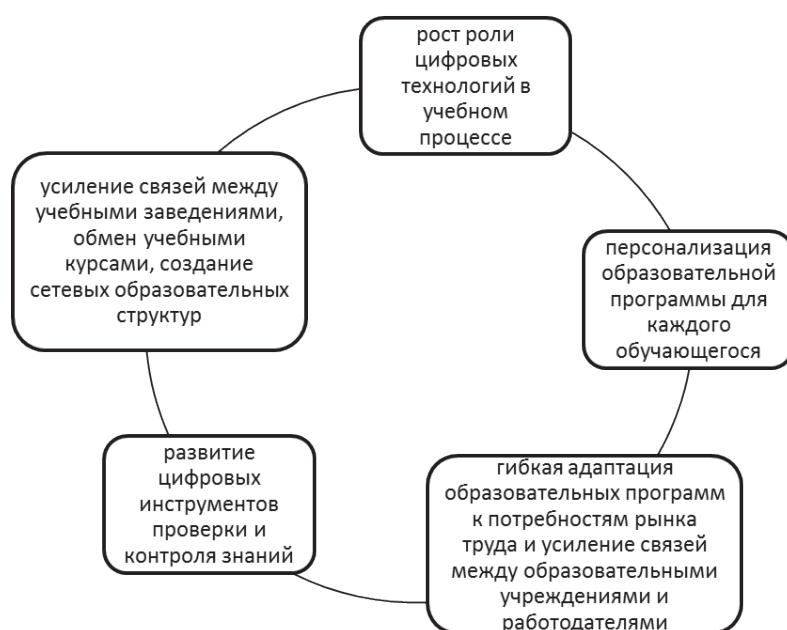 рост роли
цифровых
технологий в
учебном
процессе
персонализация
образовательной
программы для
каждого
обучающегося
гибкая адаптация
образовательных программ
к потребностям рынка
труда и усиление связей
между образовательными
учреждениями и
работодателями
развитие
цифровых
инструментов
проверки и
контроля знаний
усиление связей между
учебными заведениями,
обмен учебными
курсами, создание
сетевых образовательных
структур